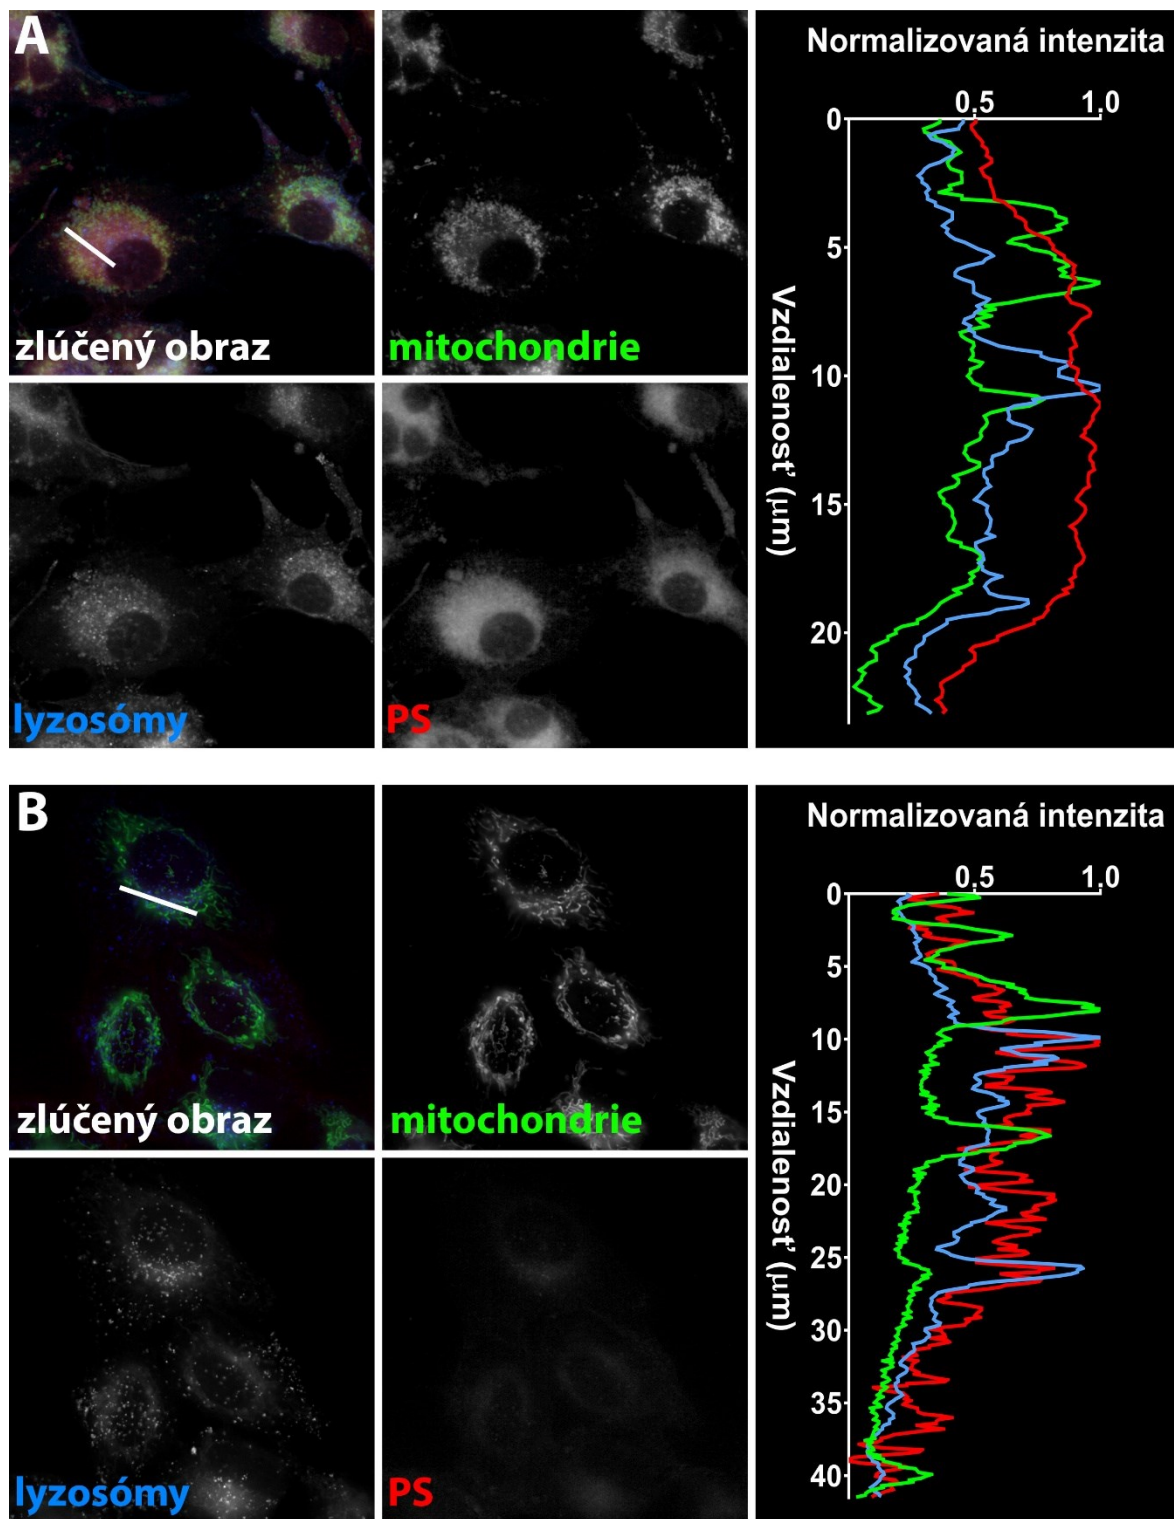 A
zlúčený obraz
mitochondrie
lyzosómy
PS
Normalizovaná intenzita
0.5 1.0
0
5
10
15
20
Vzdialenosť (μm)
B
zlúčený obraz
mitochondrie
lyzosómy
PS
Normalizovaná intenzita
0.5 1.0
0
5
10
15
20
25
30
35
40
Vzdialenosť (μm)